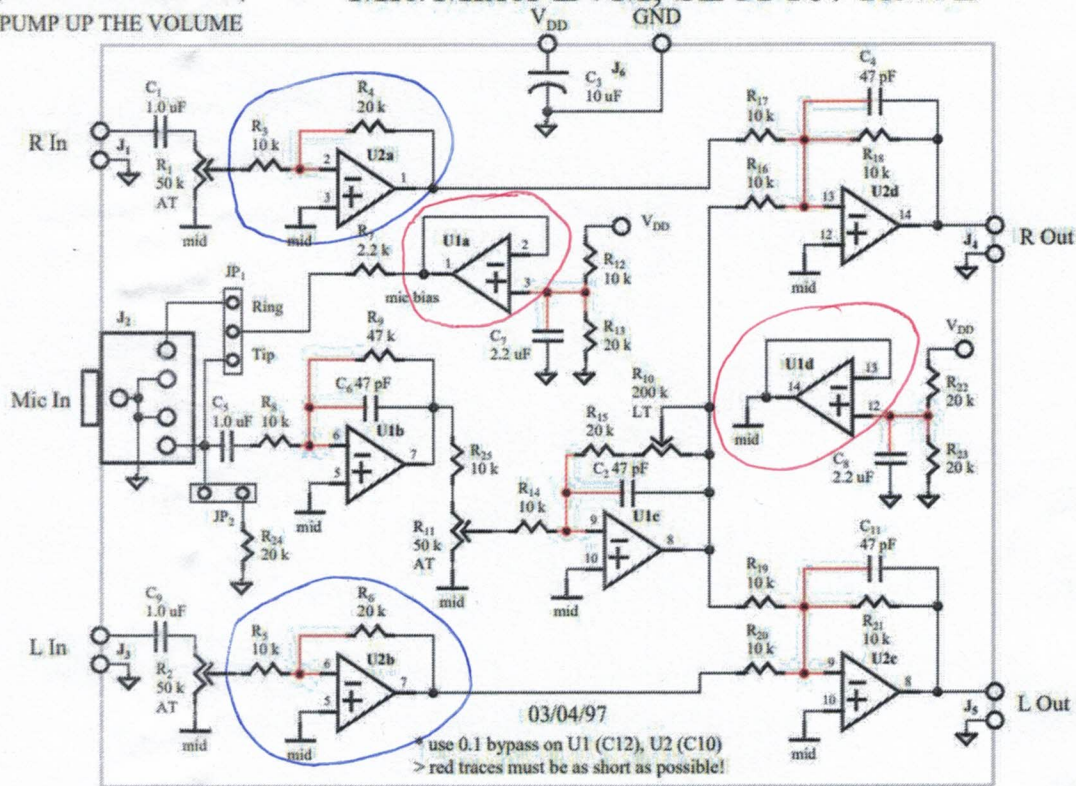 PUMP UP THE VOLUME
VDD
GND
J6
C3
10 uF
C4
47 pF
C1
1.0 uF
R In
J1
R1
50 k
AT
mid
R3
10 k
R4
20 k
U2a
2
3
1
mid
R17
10 k
R16
10 k
R18
10 k
U2d
13
12
14
mid
R Out
J4
R7
2.2 k
U1a
1
2
3
mic bias
VDD
R12
10 k
R13
20 k
C7
2.2 uF
JP1
Ring
Tip
J2
Mic In
C5
1.0 uF
R8
10 k
R9
47 k
C6 47 pF
U1b
6
5
7
mid
JP2
R24
20 k
R25
10 k
R11
50 k
AT
mid
R14
10 k
R15
20 k
R10
200 k
LT
C2 47 pF
U1c
9
10
8
mid
U1d
14
13
12
mid
VDD
R22
20 k
R23
20 k
C8
2.2 uF
C9
1.0 uF
L In
J3
R2
50 k
AT
mid
R5
10 k
R6
20 k
U2b
6
5
7
mid
R19
10 k
R20
10 k
C11
47 pF
R21
10 k
U2c
9
10
8
mid
L Out
J5
03/04/97
* use 0.1 bypass on U1 (C12), U2 (C10)
> red traces must be as short as possible!